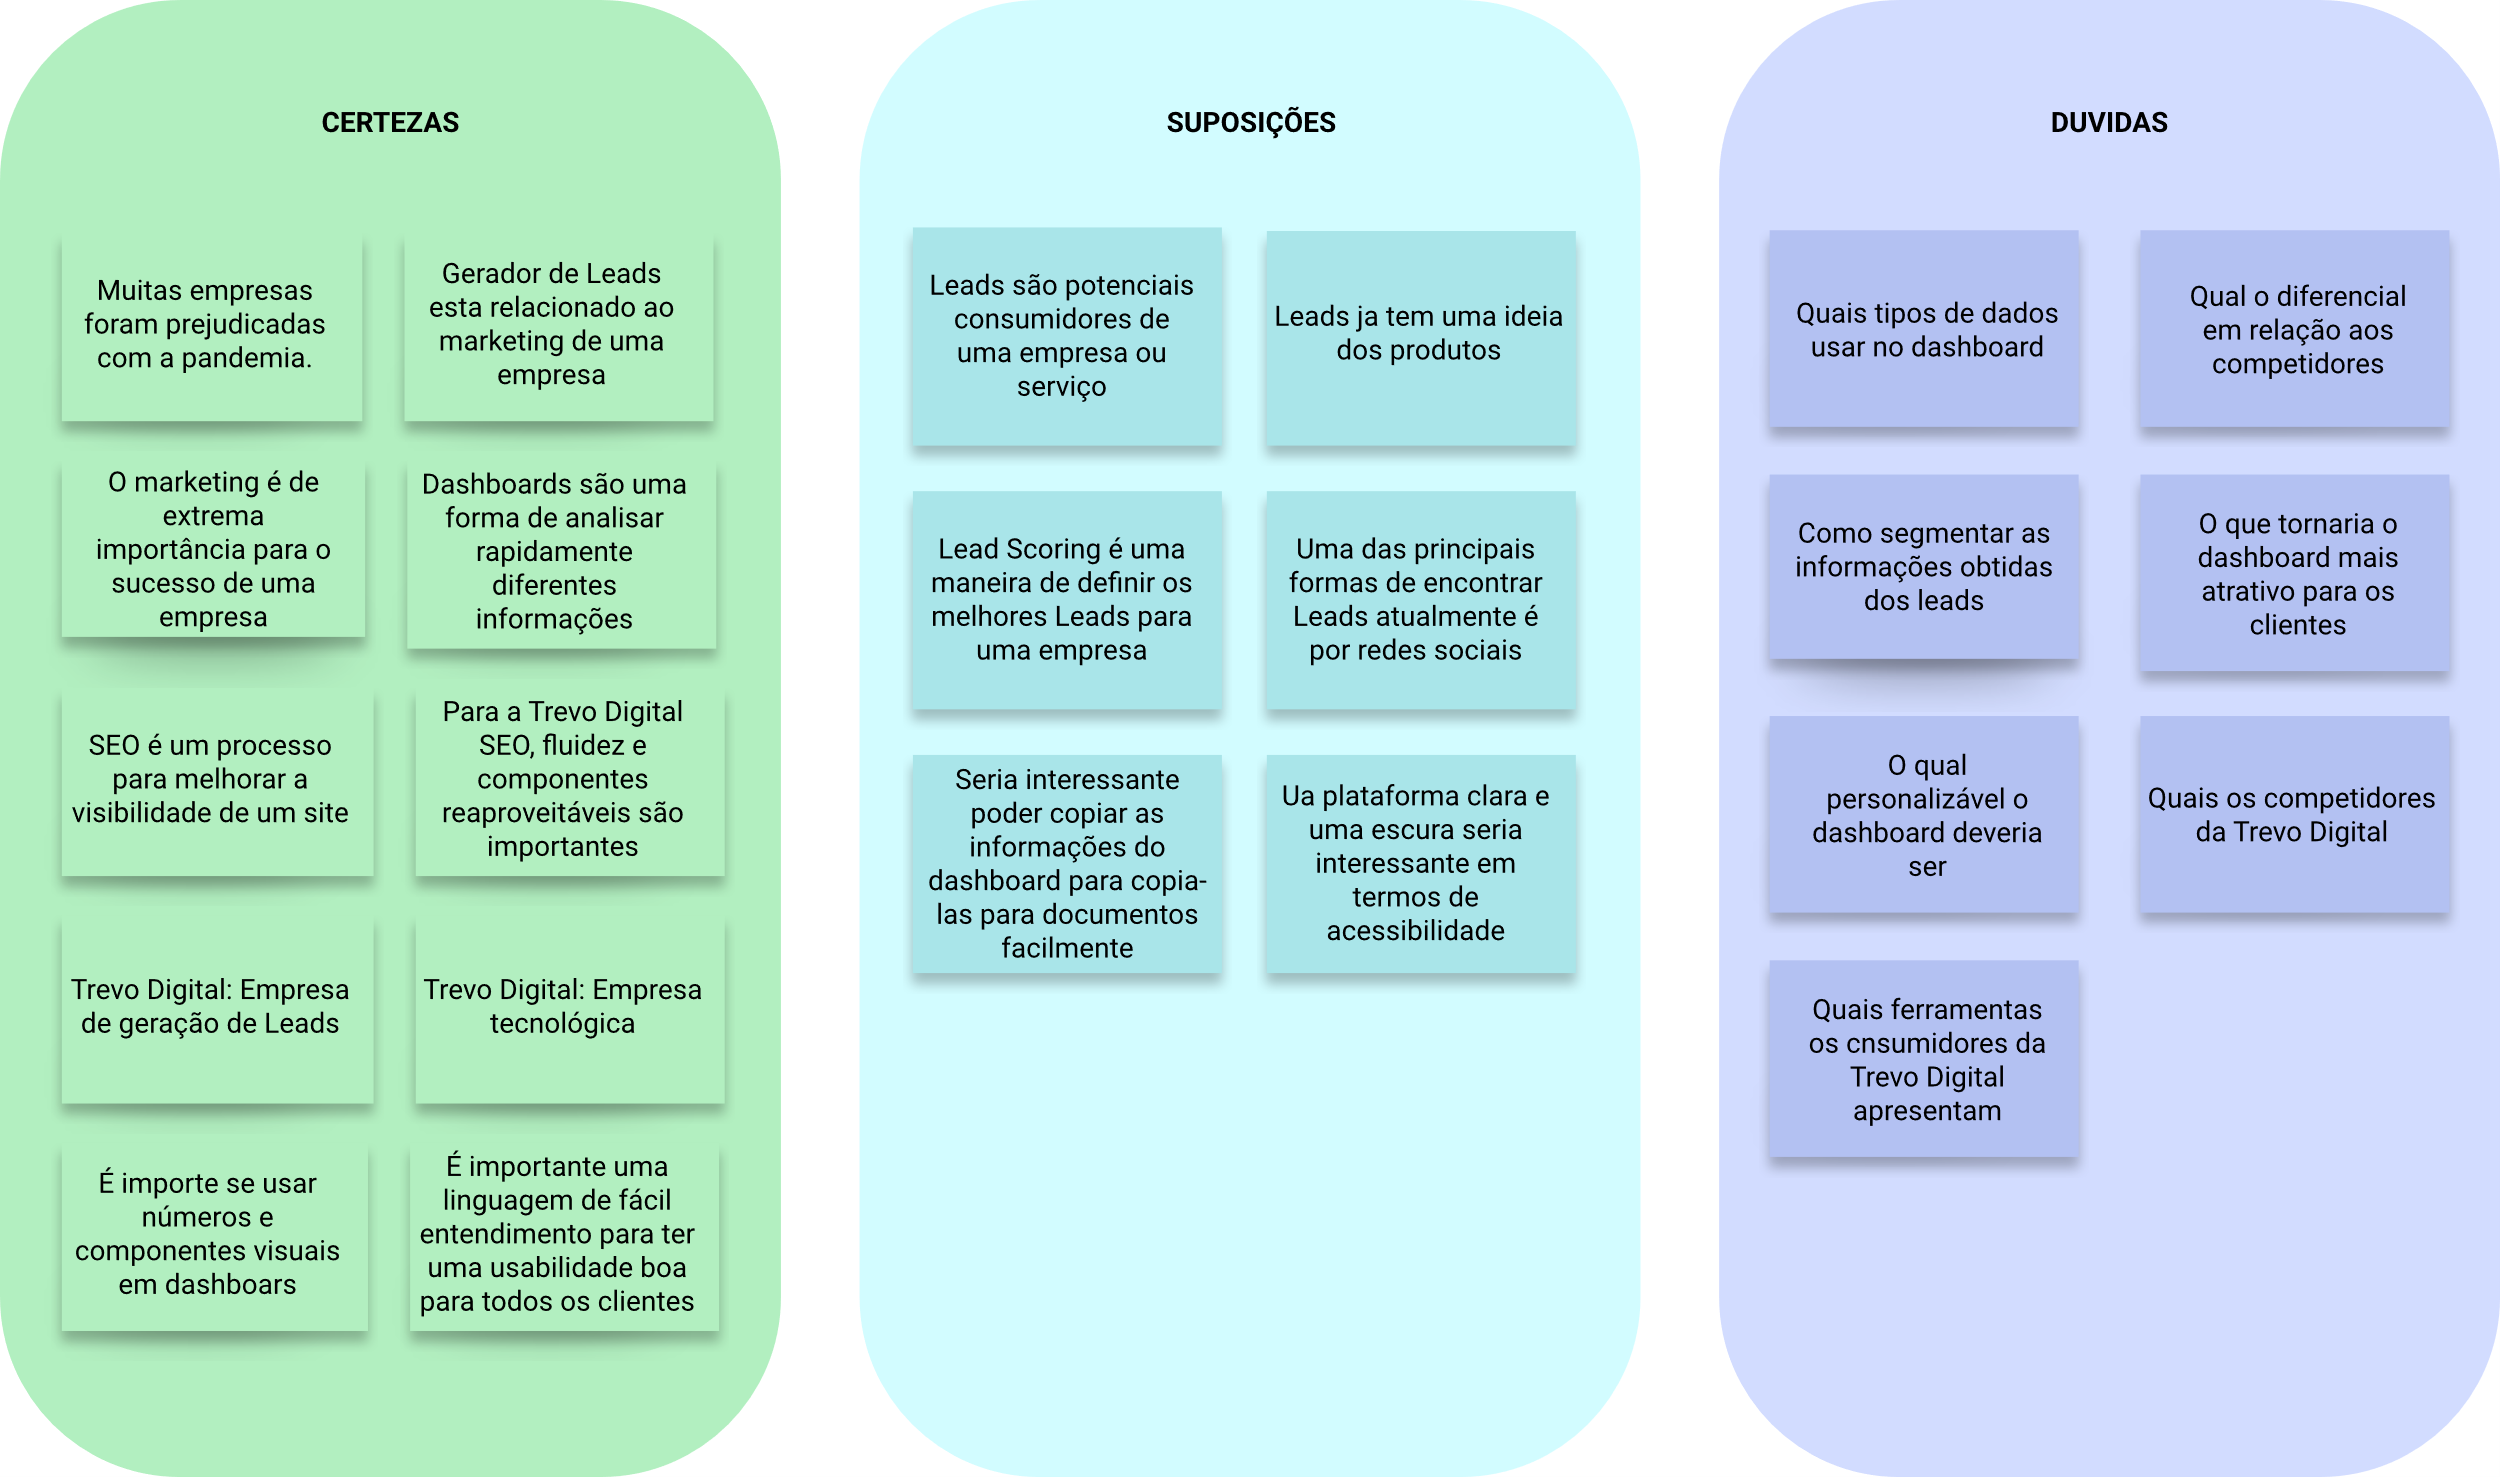 CERTEZAS
Muitas empresas
foram prejudicadas
com a pandemia.
Gerador de Leads
esta relacionado ao
marketing de uma
empresa
O marketing é de
extrema
importância para o
sucesso de uma
empresa
Dashboards são uma
forma de analisar
rapidamente
diferentes
informações
SEO é um processo
para melhorar a
visibilidade de um site
Para a Trevo Digital
SEO, fluidez e
componentes
reaproveitáveis são
importantes
Trevo Digital: Empresa
de geração de Leads
Trevo Digital: Empresa
tecnológica
É importe se usar
números e
componentes visuais
em dashboars
É importante uma
linguagem de fácil
entendimento para ter
uma usabilidade boa
para todos os clientes
SUPOSIÇÕES
Leads são potenciais
consumidores de
uma empresa ou
serviço
Leads ja tem uma ideia
dos produtos
Lead Scoring é uma
maneira de definir os
melhores Leads para
uma empresa
Uma das principais
formas de encontrar
Leads atualmente é
por redes sociais
Seria interessante
poder copiar as
informações do
dashboard para copia-
las para documentos
facilmente
Ua plataforma clara e
uma escura seria
interessante em
termos de
acessibilidade
DUVIDAS
Quais tipos de dados
usar no dashboard
Qual o diferencial
em relação aos
competidores
Como segmentar as
informações obtidas
dos leads
O que tornaria o
dashboard mais
atrativo para os
clientes
O qual
personalizável o
dashboard deveria
ser
Quais os competidores
da Trevo Digital
Quais ferramentas
os cnsumidores da
Trevo Digital
apresentam